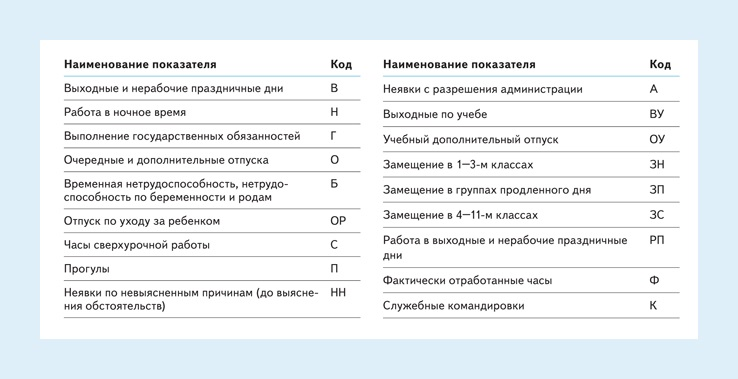 Наименование показателя Код
Выходные и нерабочие праздничные дни В
Работа в ночное время Н
Выполнение государственных обязанностей Г
Очередные и дополнительные отпуска О
Временная нетрудоспособность, нетрудо- Б
способность по беременности и родам
Отпуск по уходу за ребенком ОР
Часы сверхурочной работы С
Прогулы П
Неявки по невыясненным причинам (до выясне- НН
ния обстоятельств)
Наименование показателя Код
Неявки с разрешения администрации А
Выходные по учебе ВУ
Учебный дополнительный отпуск ОУ
Замещение в 1–3-м классах ЗН
Замещение в группах продленного дня ЗП
Замещение в 4–11-м классах ЗС
Работа в выходные и нерабочие праздничные РП
дни
Фактически отработанные часы Ф
Служебные командировки К